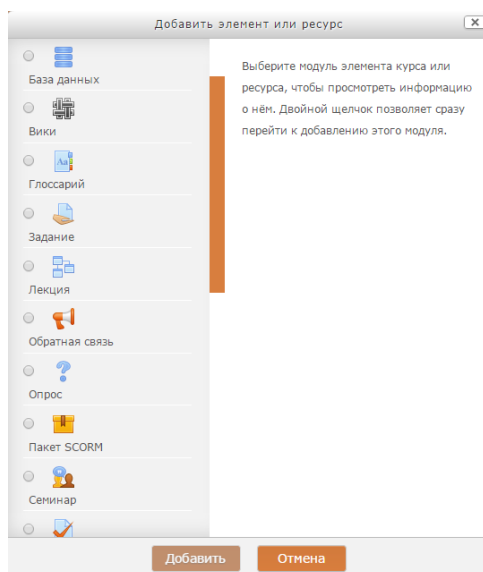 Добавить элемент или ресурс
База данных
Вики
Aa
Глоссарий
Задание
Лекция
Обратная связь
Опрос
Пакет SCORM
Семинар
Выберите модуль элемента курса или
ресурса, чтобы просмотреть информацию
о нём. Двойной щелчок позволяет сразу
перейти к добавлению этого модуля.
Добавить
Отмена